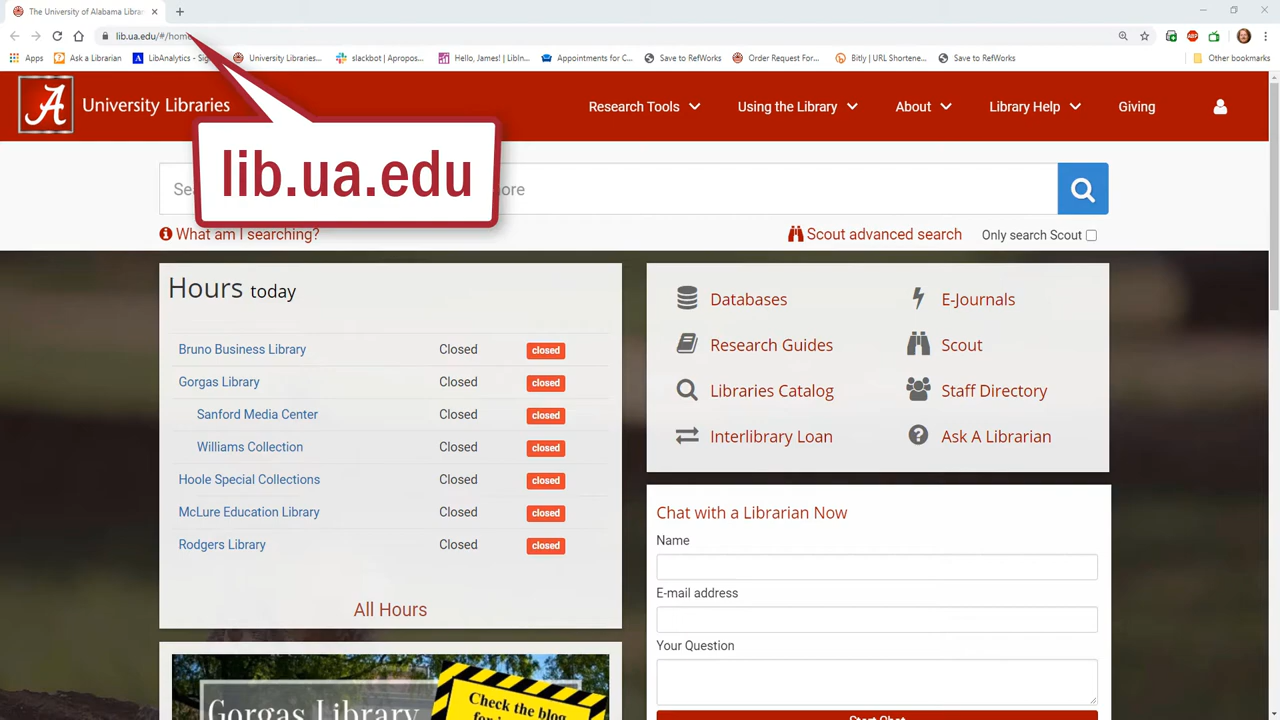 The University of Alabama Librar
lib.ua.edu/#/home
Apps
Ask a Librarian
LibAnalytics - Sig
University Libraries...
slackbot | Apropos...
Hello, James! | LibIn...
Appointments for C...
Save to RefWorks
Order Request For...
Bitly | URL Shortene...
Save to RefWorks
Other bookmarks
A
University Libraries
Research Tools
Using the Library
About
Library Help
Giving
lib.ua.edu
What am I searching?
Scout advanced search
Only search Scout
Hours today
Bruno Business Library Closed closed
Gorgas Library Closed closed
Sanford Media Center Closed closed
Williams Collection Closed closed
Hoole Special Collections Closed closed
McLure Education Library Closed closed
Rodgers Library Closed closed
All Hours
Databases
E-Journals
Research Guides
Scout
Libraries Catalog
Staff Directory
Interlibrary Loan
Ask A Librarian
Chat with a Librarian Now
Name
E-mail address
Your Question
Start Chat
Gorgas Library
Check the blog